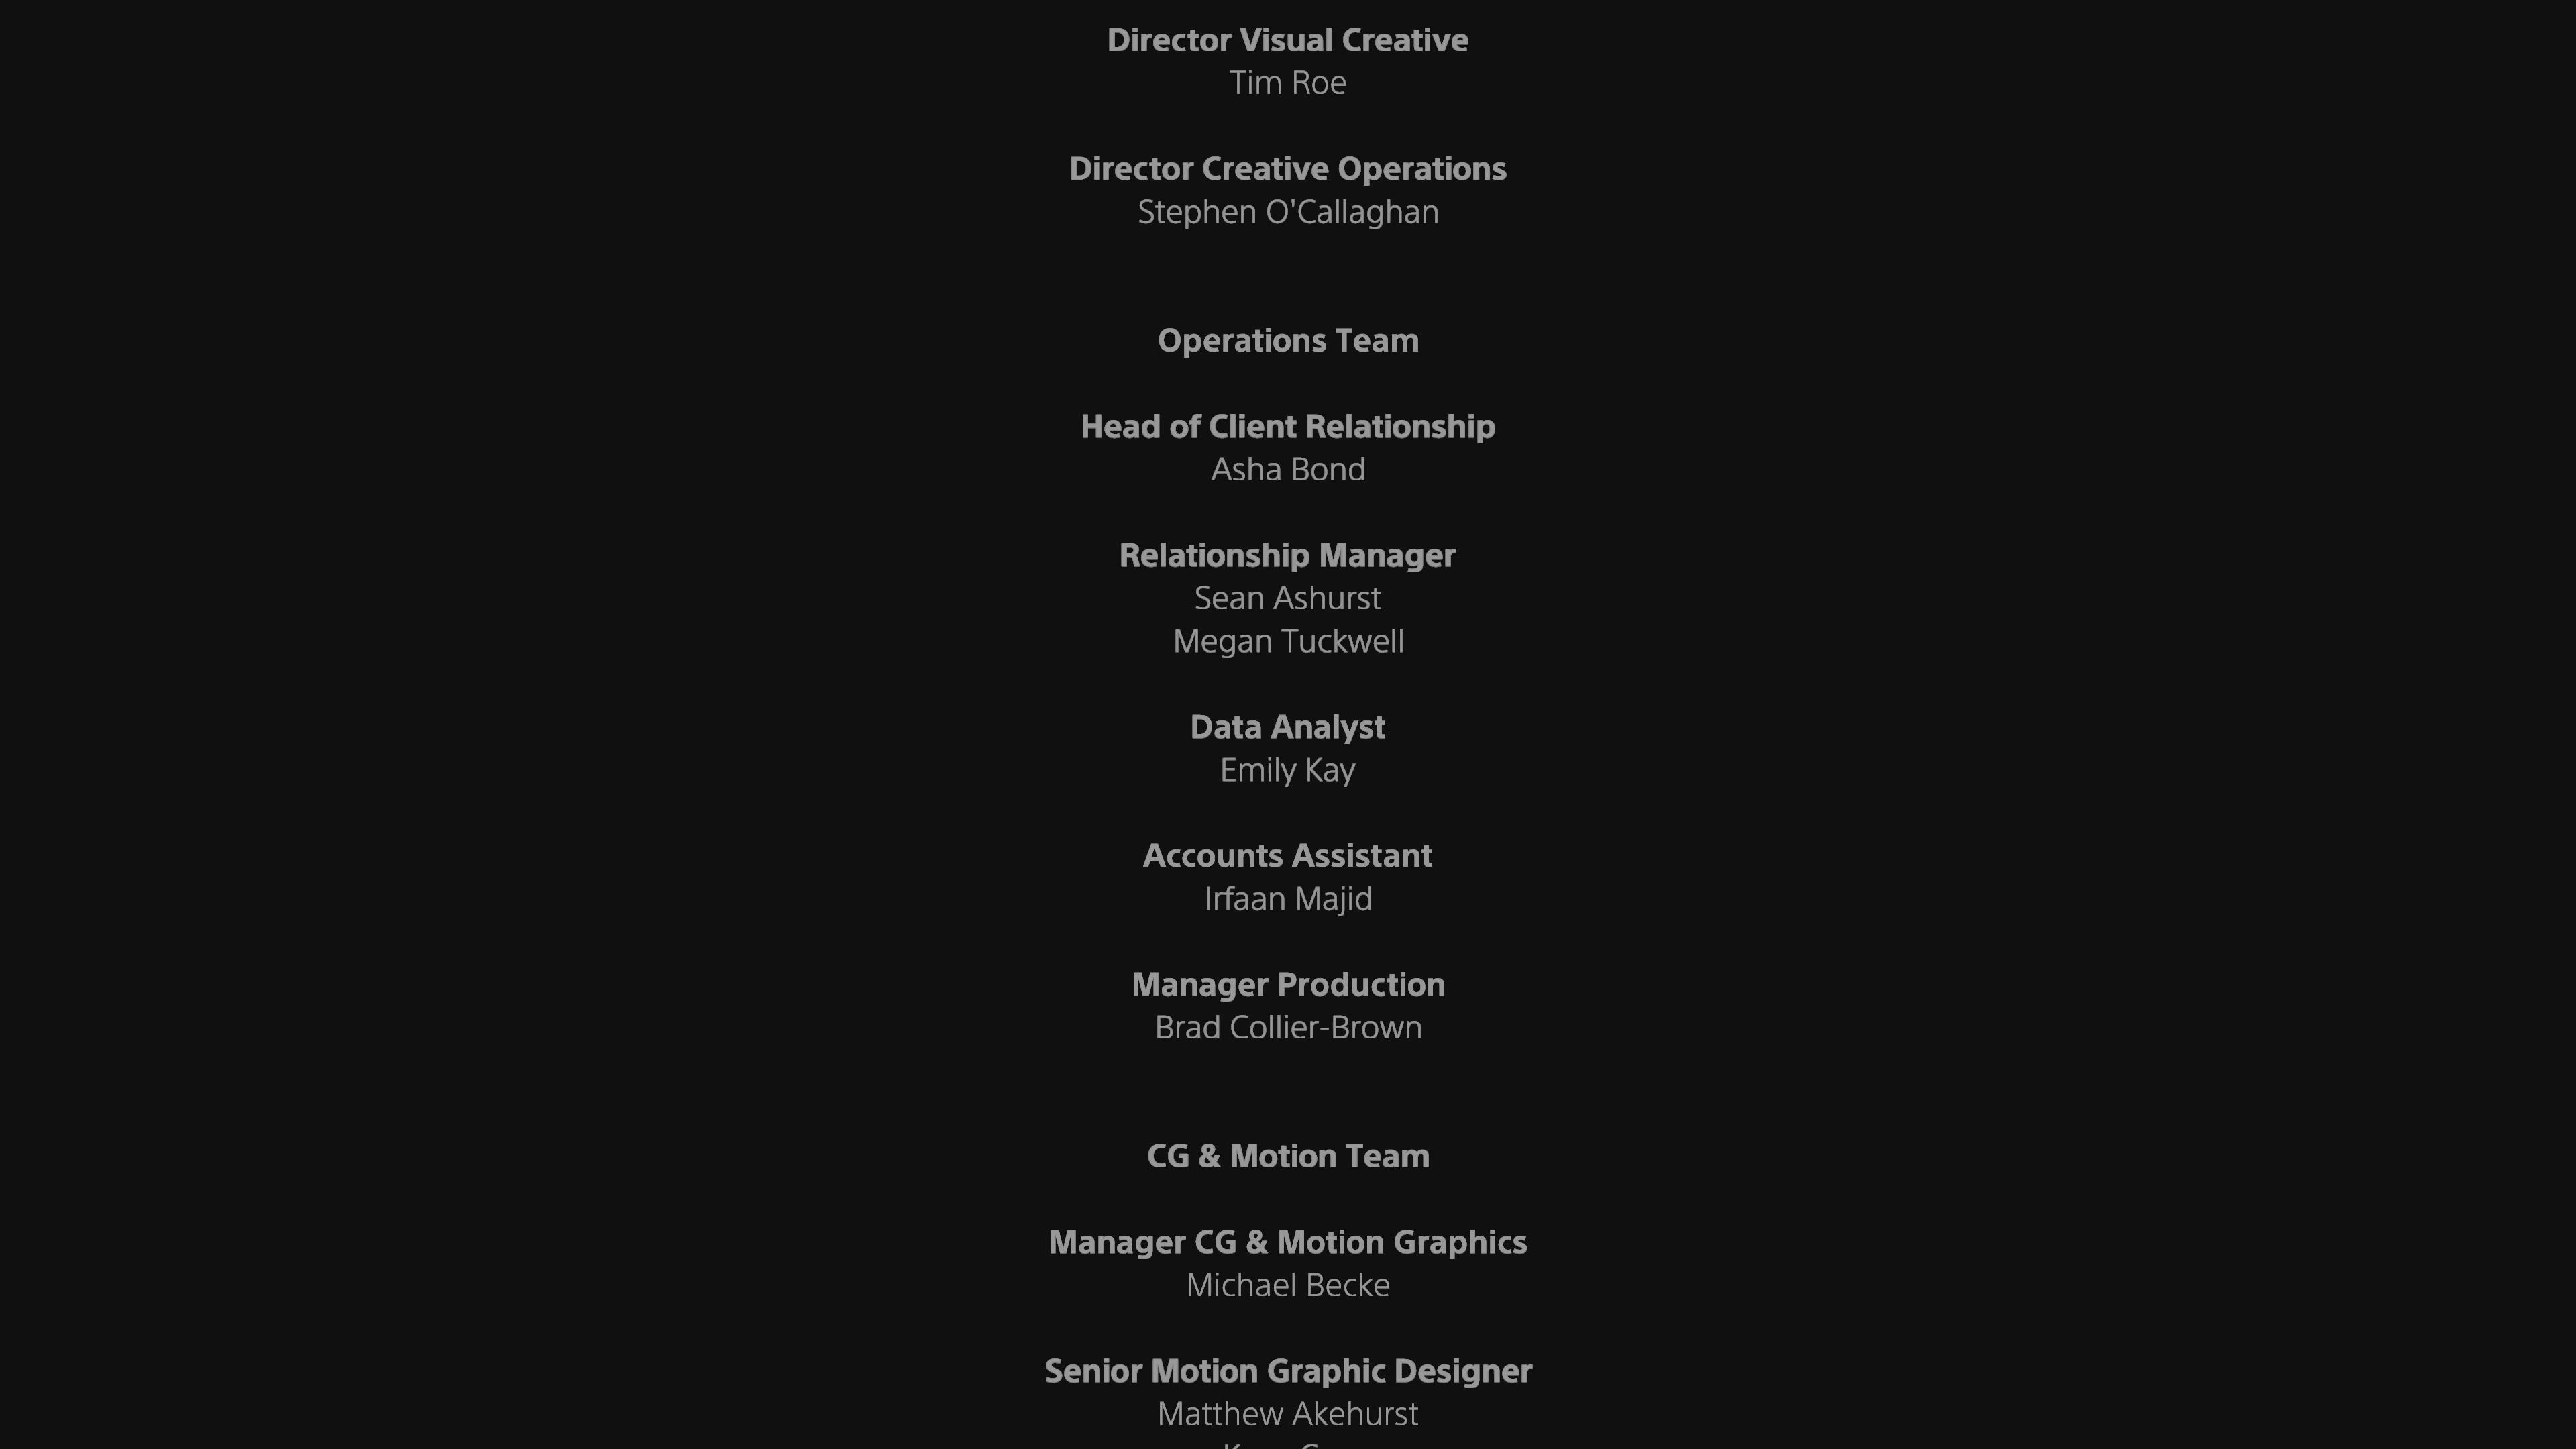 Director Visual Creative
Tim Roe
Director Creative Operations
Stephen O'Callaghan
Operations Team
Head of Client Relationship
Asha Bond
Relationship Manager
Sean Ashurst
Megan Tuckwell
Data Analyst
Emily Kay
Accounts Assistant
Irfaan Majid
Manager Production
Brad Collier-Brown
CG & Motion Team
Manager CG & Motion Graphics
Michael Becke
Senior Motion Graphic Designer
Matthew Akehurst